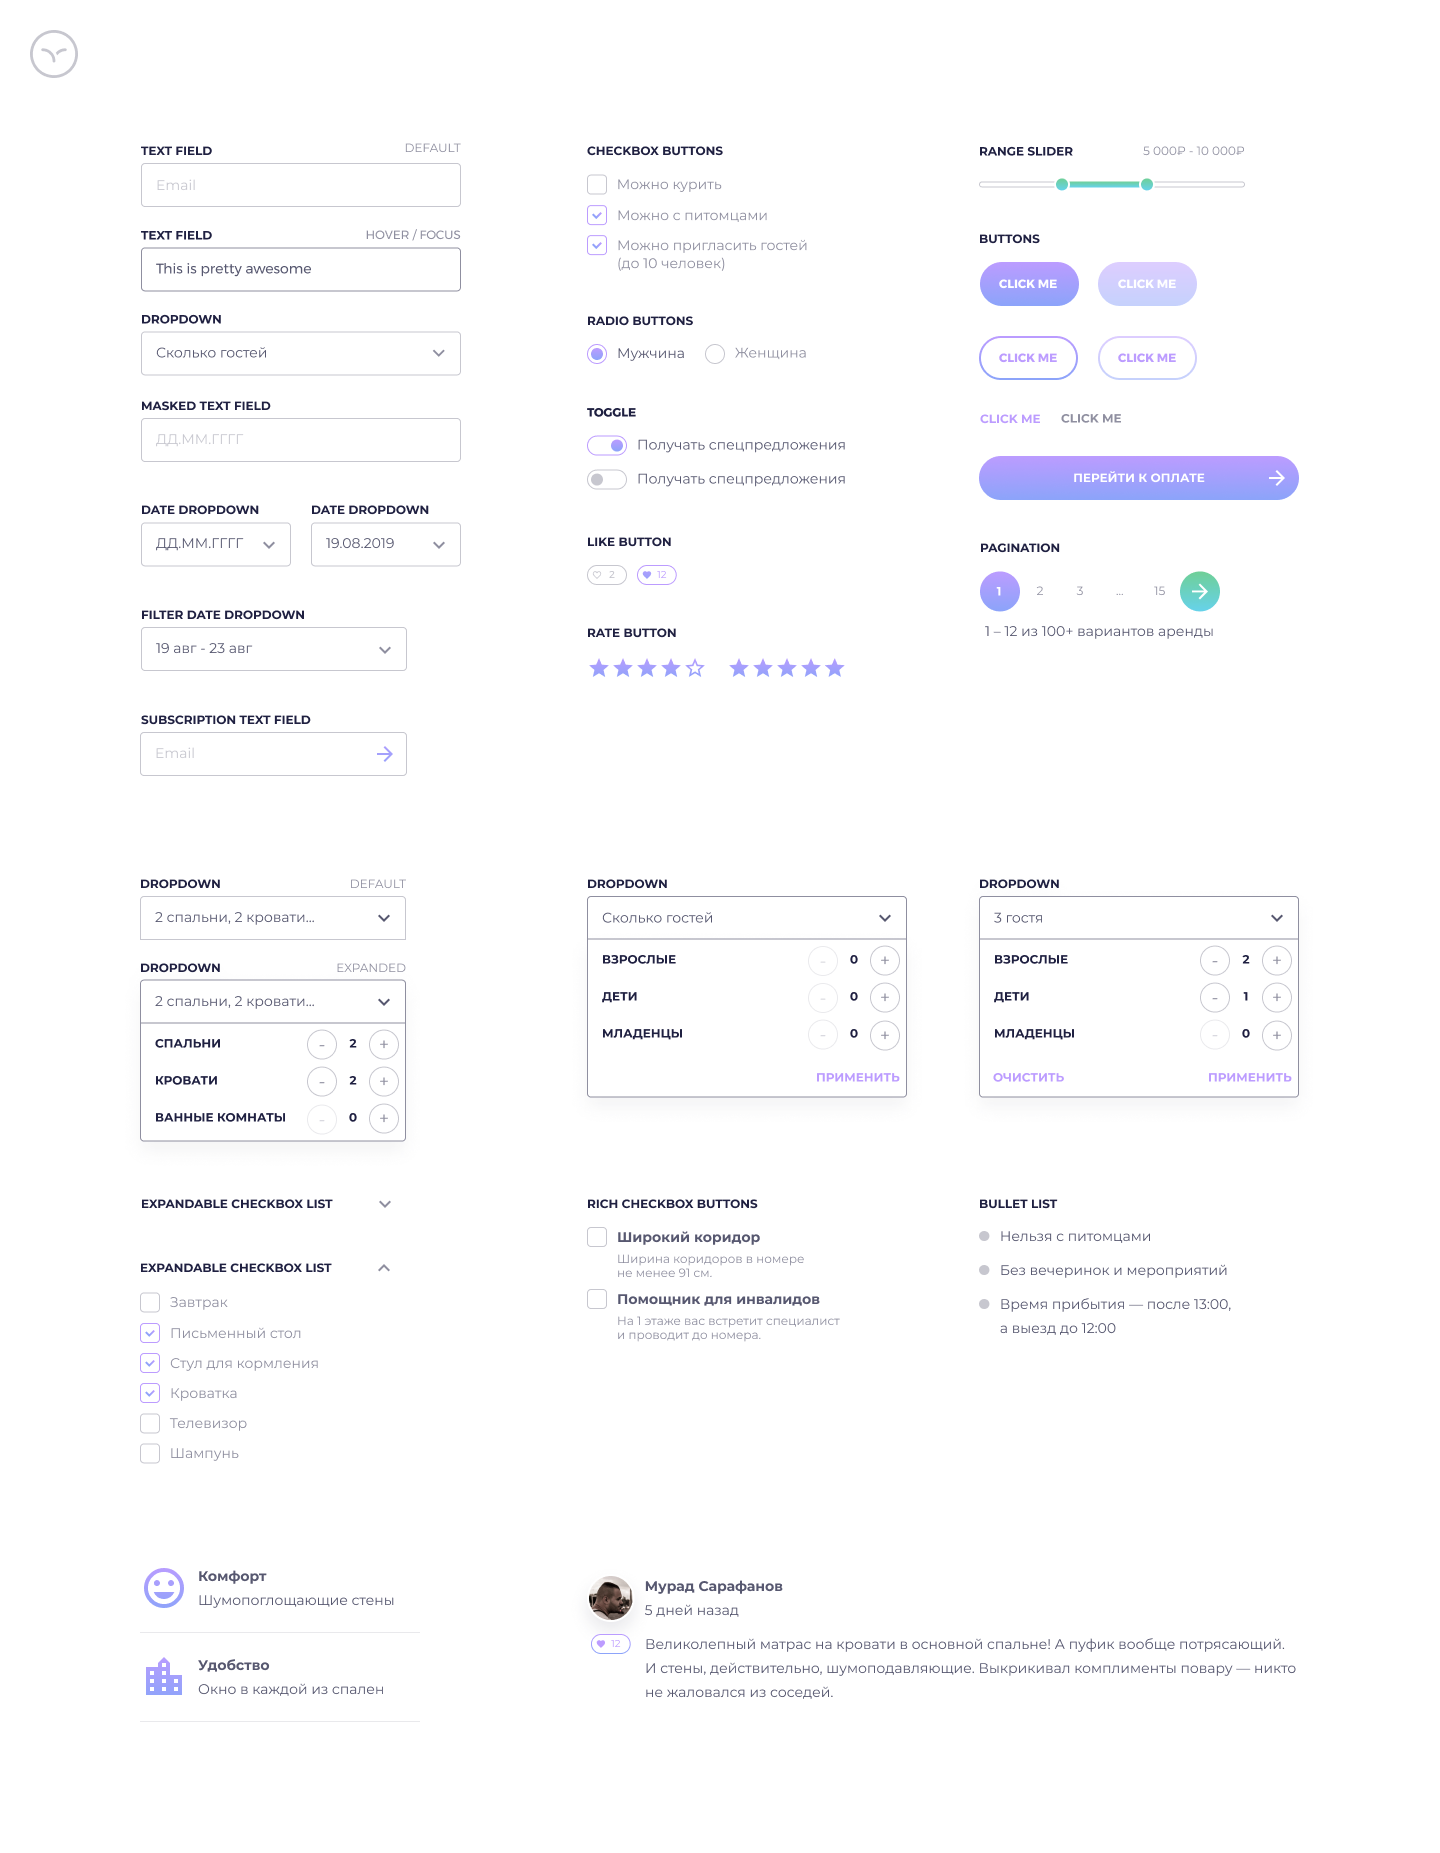 TEXT FIELD DEFAULT
Email
TEXT FIELD HOVER / FOCUS
This is pretty awesome
DROPDOWN
Сколько гостей
MASKED TEXT FIELD
ДД.ММ.ГГГГ
DATE DROPDOWN DATE DROPDOWN
ДД.ММ.ГГГГ 19.08.2019
FILTER DATE DROPDOWN
19 авг - 23 авг
SUBSCRIPTION TEXT FIELD
Email
CHECKBOX BUTTONS
Можно курить
Можно с питомцами
Можно пригласить гостей
(до 10 человек)
RADIO BUTTONS
Мужчина Женщина
TOGGLE
Получать спецпредложения
Получать спецпредложения
LIKE BUTTON
2 12
RATE BUTTON
RANGE SLIDER 5 000₽ - 10 000₽
BUTTONS
CLICK ME CLICK ME
CLICK ME CLICK ME
CLICK ME CLICK ME
ПЕРЕЙТИ К ОПЛАТЕ
PAGINATION
1 2 3 ... 15
1 – 12 из 100+ вариантов аренды
DROPDOWN DEFAULT
2 спальни, 2 кровати...
DROPDOWN EXPANDED
2 спальни, 2 кровати...
СПАЛЬНИ - 2 +
КРОВАТИ - 2 +
ВАННЫЕ КОМНАТЫ - 0 +
DROPDOWN
Сколько гостей
ВЗРОСЛЫЕ - 0 +
ДЕТИ - 0 +
МЛАДЕНЦЫ - 0 +
ПРИМЕНИТЬ
DROPDOWN
3 гостя
ВЗРОСЛЫЕ - 2 +
ДЕТИ - 1 +
МЛАДЕНЦЫ - 0 +
ОЧИСТИТЬ ПРИМЕНИТЬ
EXPANDABLE CHECKBOX LIST
EXPANDABLE CHECKBOX LIST
Завтрак
Письменный стол
Стул для кормления
Кроватка
Телевизор
Шампунь
RICH CHECKBOX BUTTONS
Широкий коридор
Ширина коридоров в номере
не менее 91 см.
Помощник для инвалидов
На 1 этаже вас встретит специалист
и проводит до номера.
BULLET LIST
Нельзя с питомцами
Без вечеринок и мероприятий
Время прибытия — после 13:00,
а выезд до 12:00
Комфорт
Шумопоглощающие стены
Удобство
Окно в каждой из спален
Мурад Сарафанов
5 дней назад
12
Великолепный матрас на кровати в основной спальне! А пуфик вообще потрясающий.
И стены, действительно, шумоподавляющие. Выкрикивал комплименты повару — никто
не жаловался из соседей.